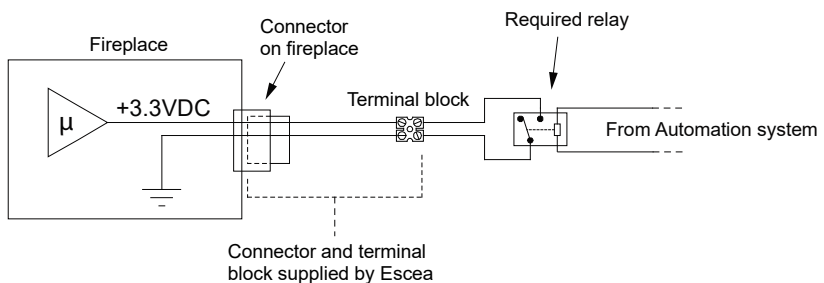 Required relay
Connector
on fireplace
Fireplace
+3.3VDC
Terminal block
µ
From Automation system
Connector and terminal
block supplied by Escea